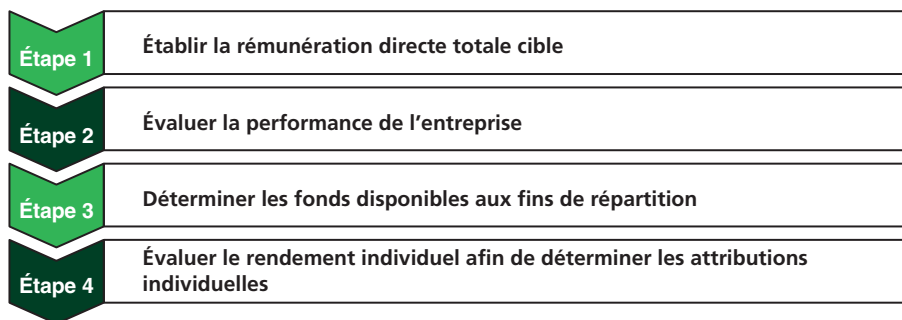 Étape 1
Établir la rémunération directe totale cible
Étape 2
Évaluer la performance de l'entreprise
Étape 3
Déterminer les fonds disponibles aux fins de répartition
Étape 4
Évaluer le rendement individuel afin de déterminer les attributions
individuelles